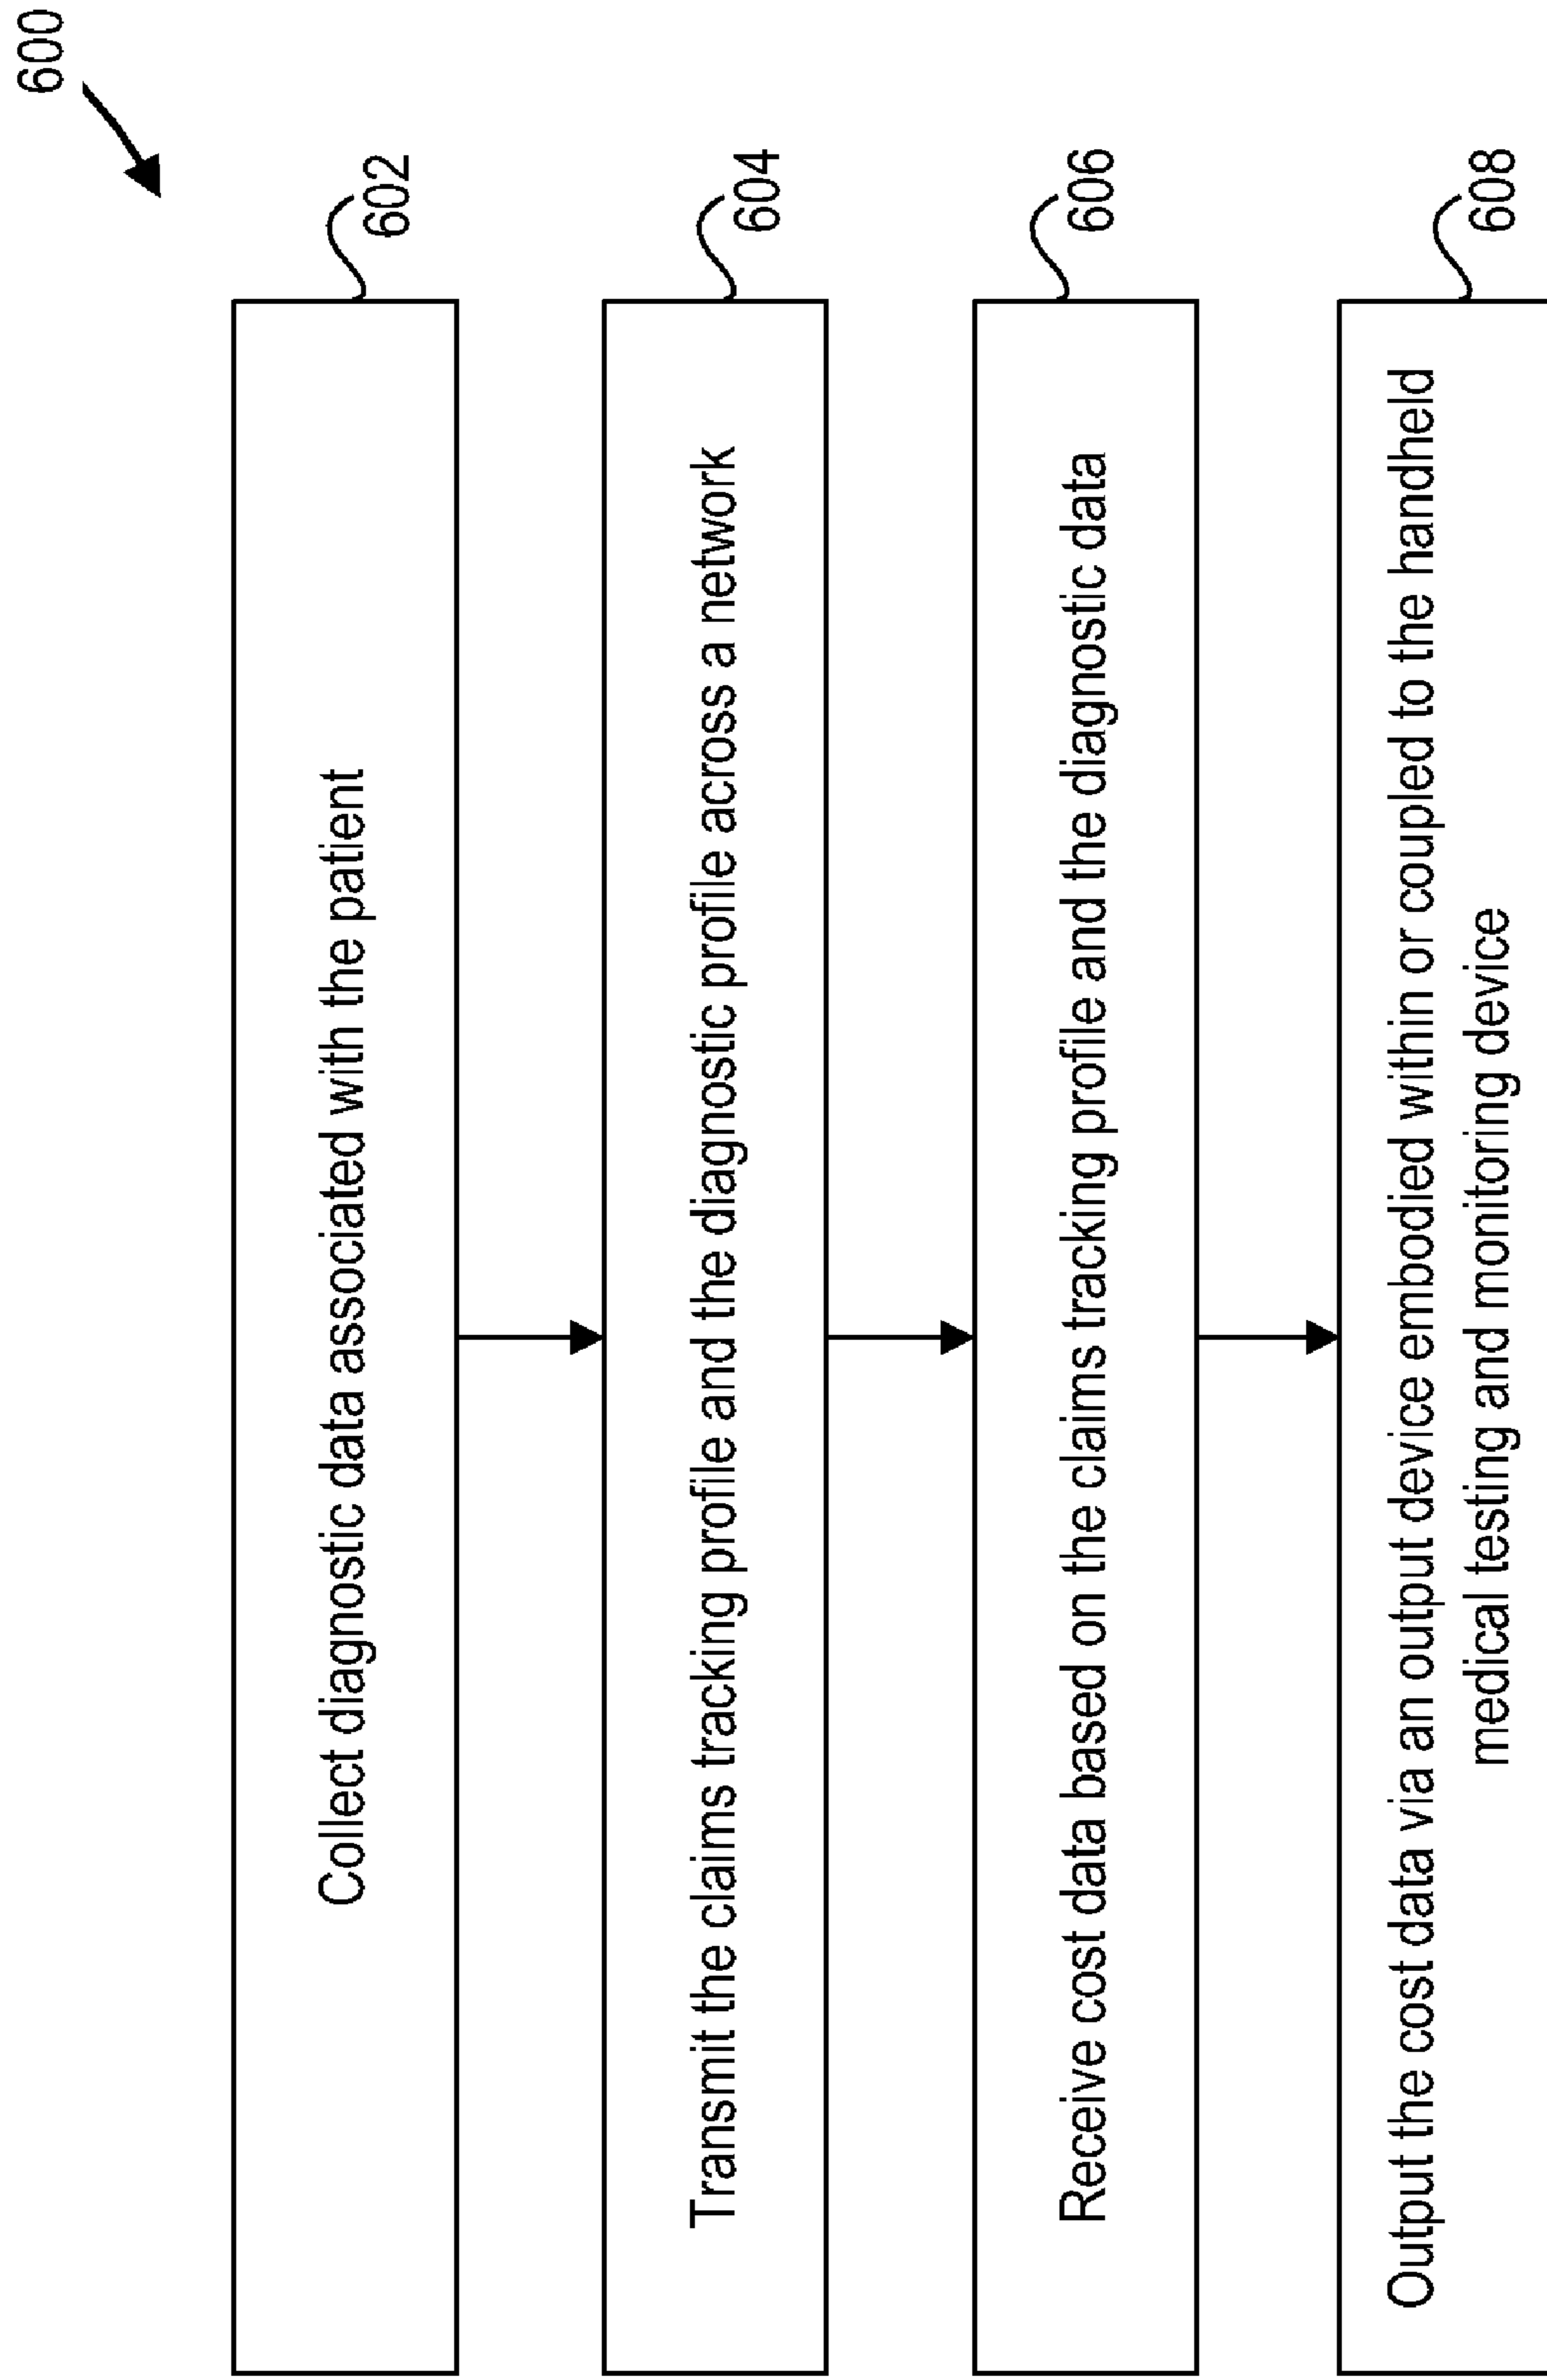 600
Collect diagnostic data associated with the patient
602
Transmit the claims tracking profile and the diagnostic profile across a network
604
Receive cost data based on the claims tracking profile and the diagnostic data
606
Output the cost data via an output device embodied within or coupled to the handheld
medical testing and monitoring device
608